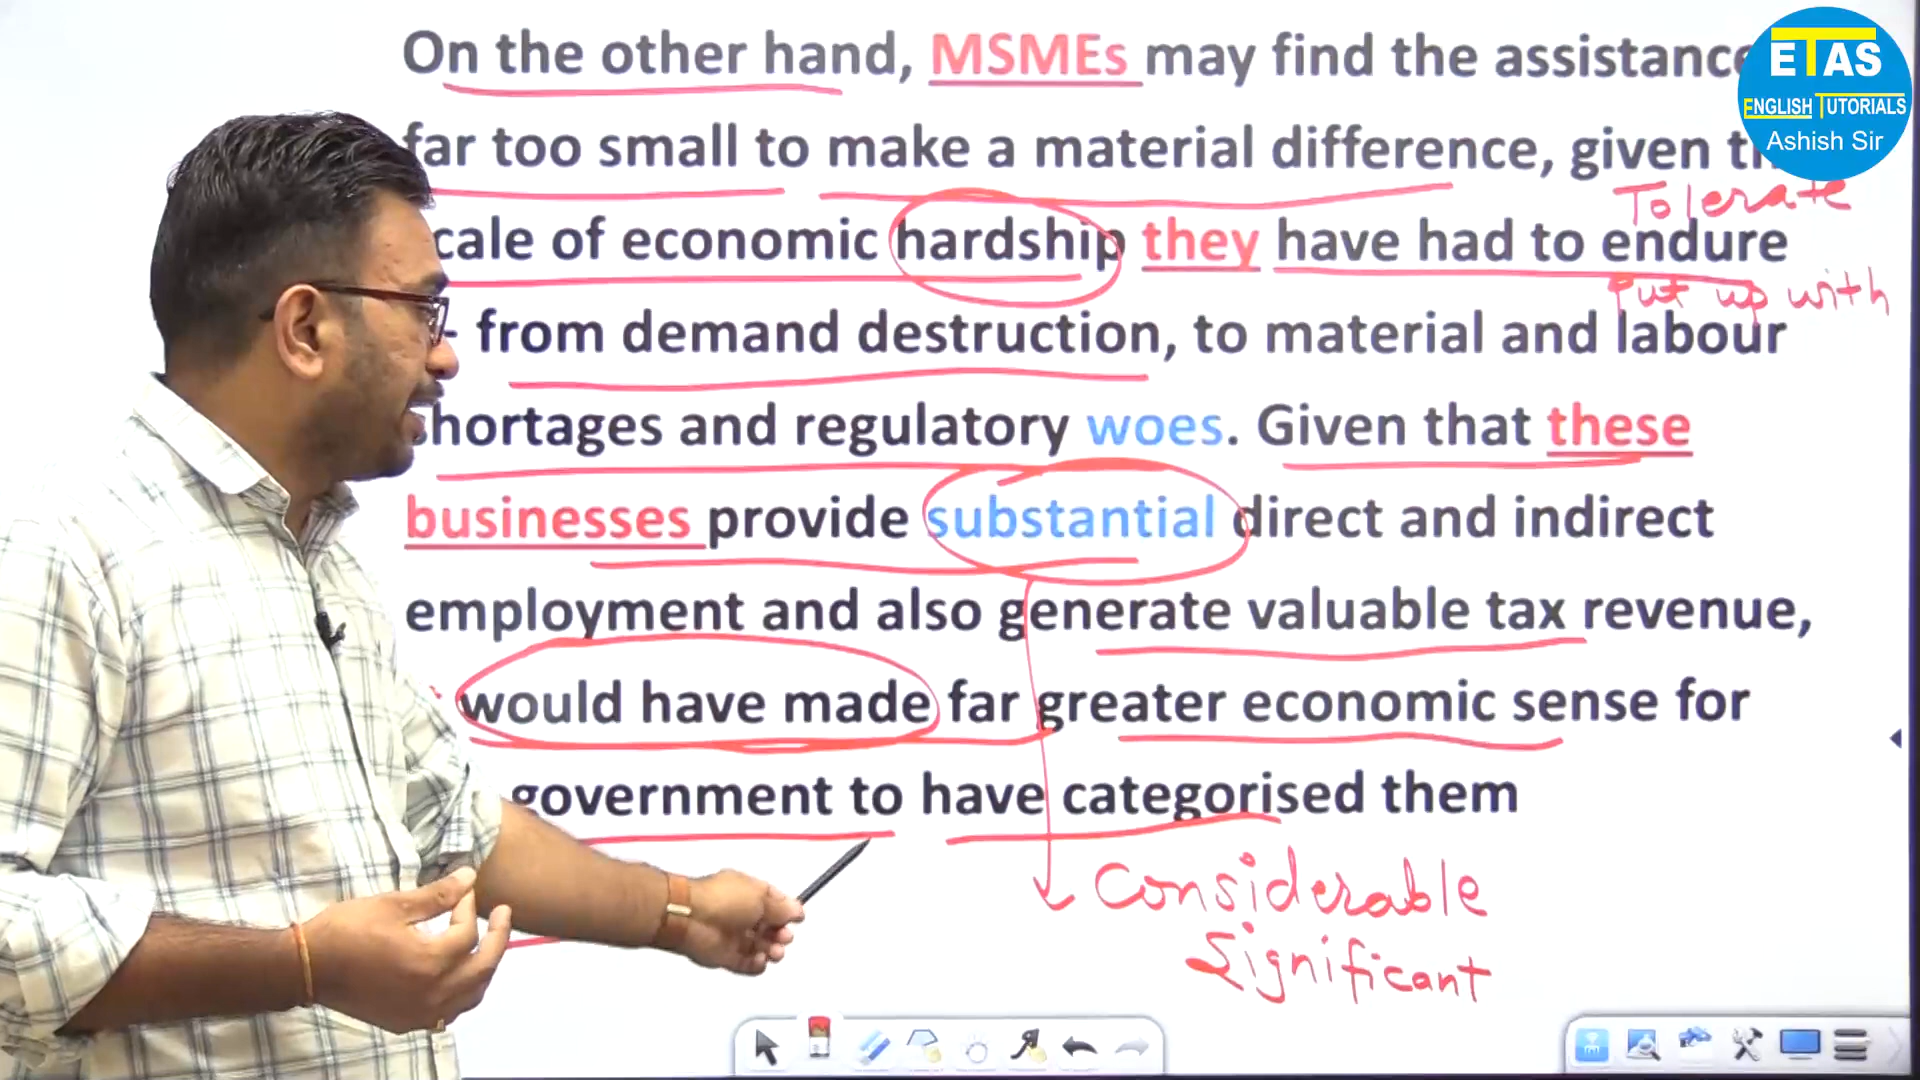 On the other hand, MSMEs may find the assistance
far too small to make a material difference, given
Tolerate
cale of economic hardship they have had to endure
Put up with
- from demand destruction, to material and labour
hortages and regulatory woes. Given that these
businesses provide substantial direct and indirect
employment and also generate valuable tax revenue,
would have made far greater economic sense for
government to have categorised them
Considerable
Significant
ETAS
ENGLISH TUTORIALS
Ashish Sir